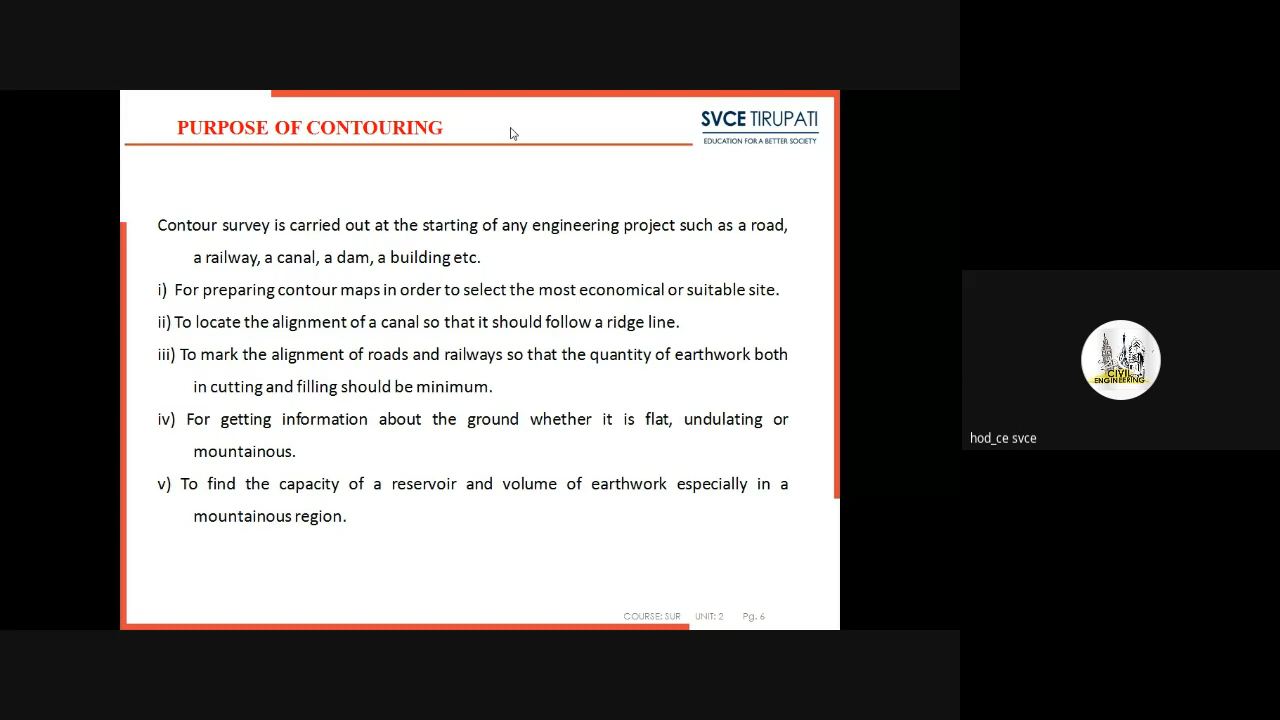 PURPOSE OF CONTOURING
SVCE TIRUPATI
EDUCATION FOR A BETTER SOCIETY
Contour survey is carried out at the starting of any engineering project such as a road,
a railway, a canal, a dam, a building etc.
i) For preparing contour maps in order to select the most economical or suitable site.
ii) To locate the alignment of a canal so that it should follow a ridge line.
iii) To mark the alignment of roads and railways so that the quantity of earthwork both
in cutting and filling should be minimum.
iv) For getting information about the ground whether it is flat, undulating or
mountainous.
v) To find the capacity of a reservoir and volume of earthwork especially in a
mountainous region.
COURSE: SUR UNIT: 2 Pg. 6
CIVIL
ENGINEERING
hod_ce svce